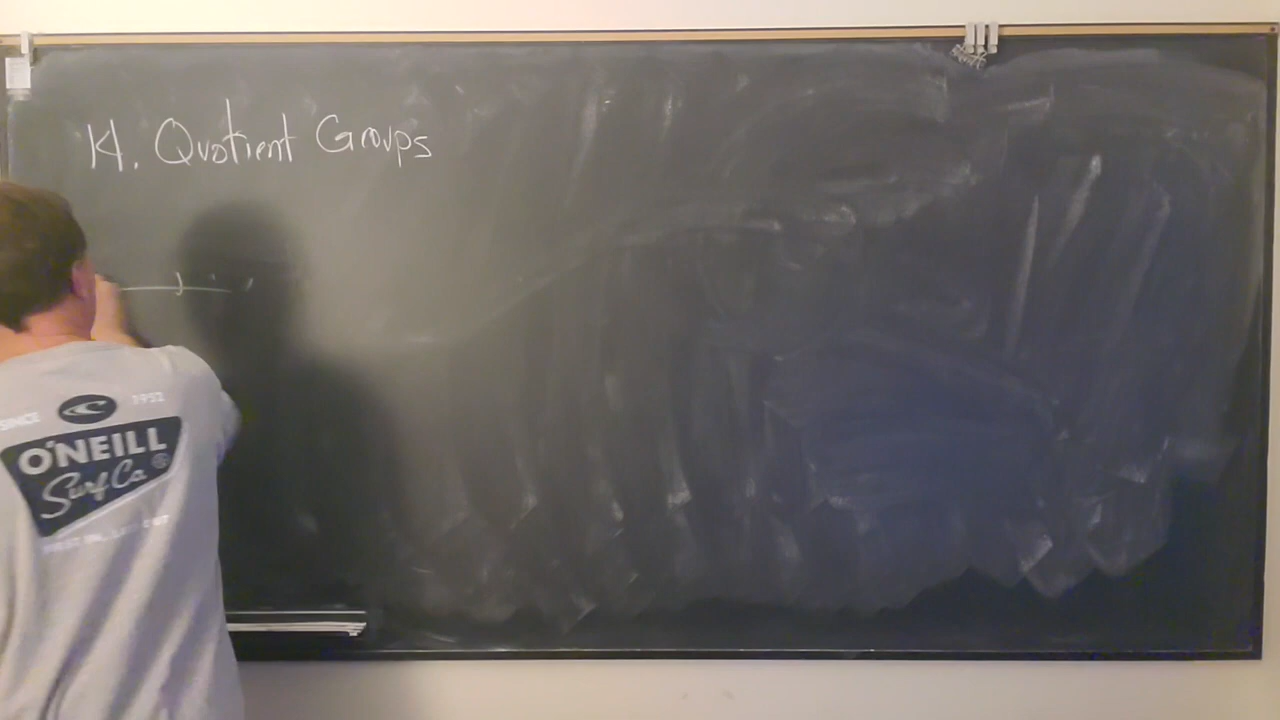 14. Quotient Groups
SINCE 1952
O'NEILL
Surf Co ®